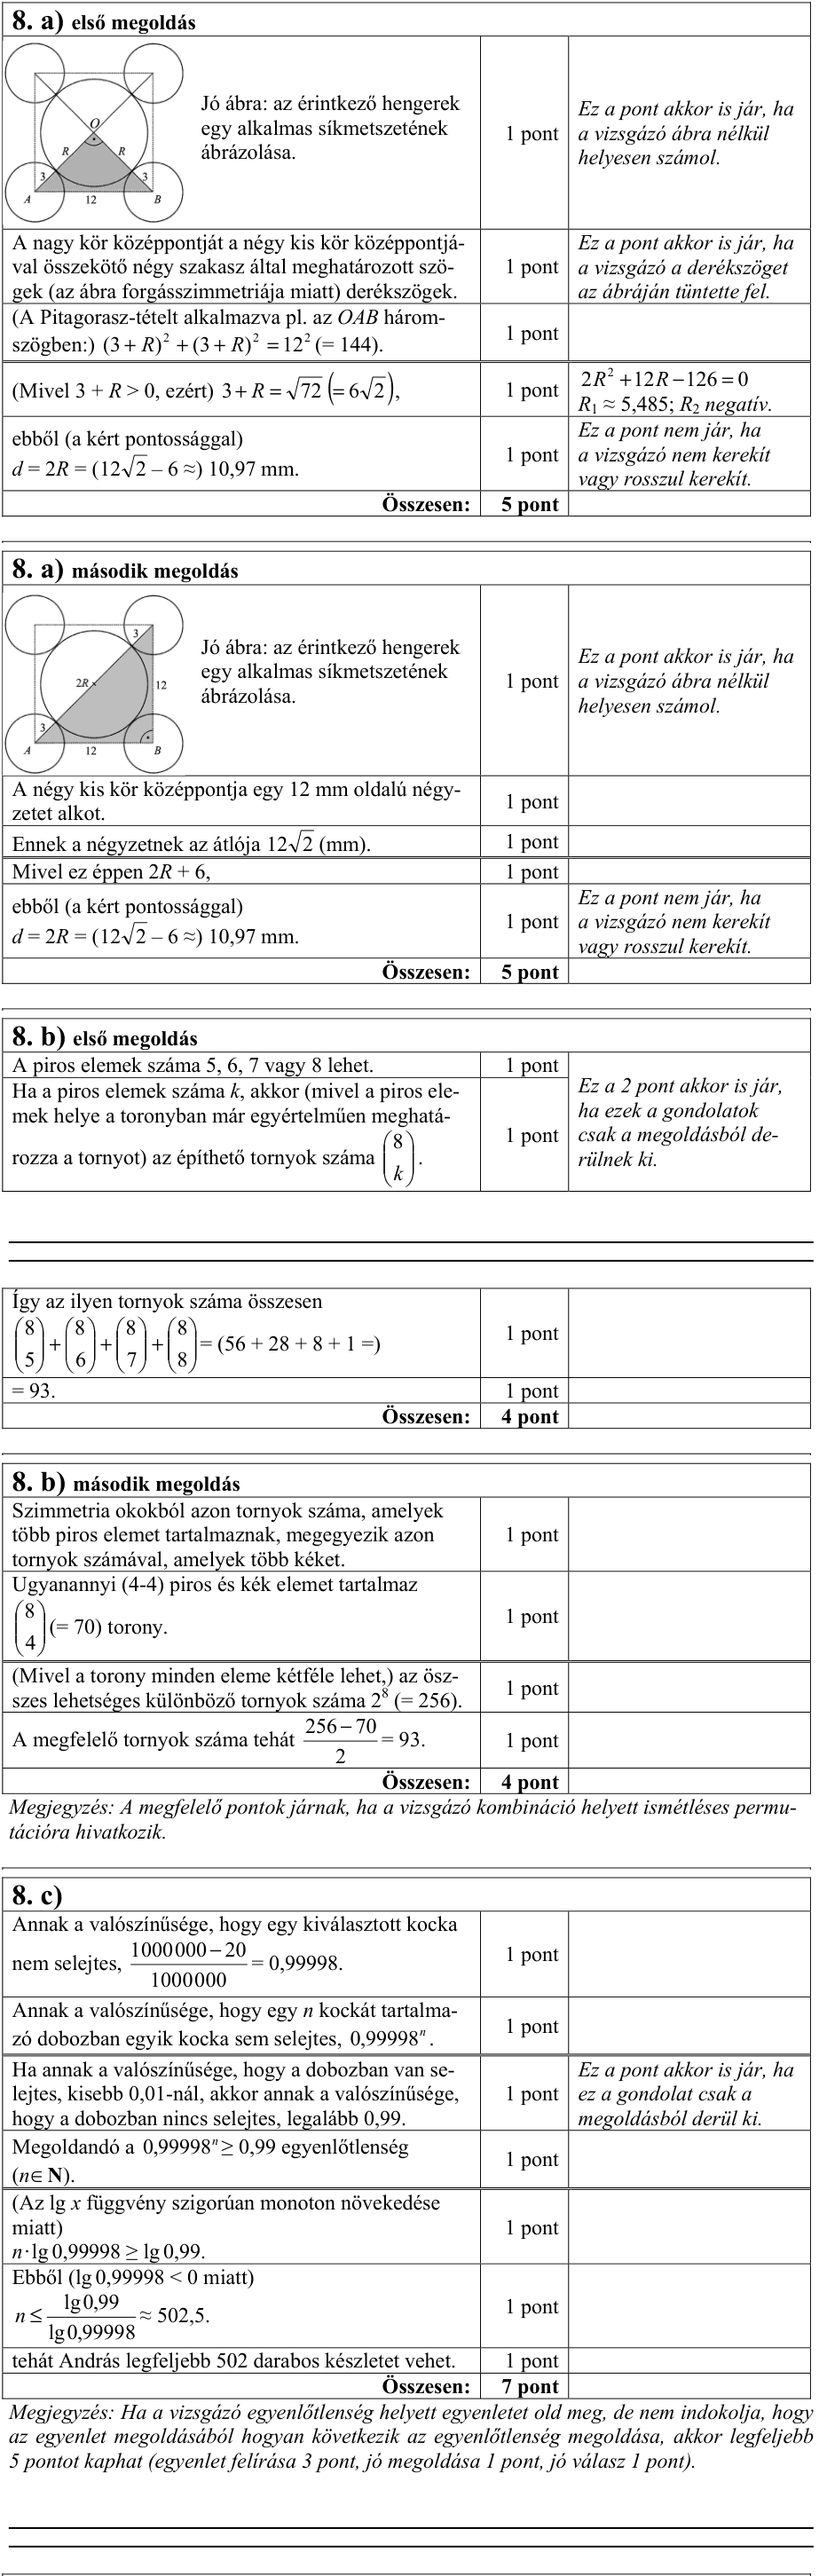 8. a) első megoldás
O
R R
3 3
A 12 B
Jó ábra: az érintkező hengerek
egy alkalmas síkmetszetének
ábrázolása.
1 pont
Ez a pont akkor is jár, ha
a vizsgázó ábra nélkül
helyesen számol.
A nagy kör középpontját a négy kis kör középpontjá-
val összekötő négy szakasz által meghatározott szö-
gek (az ábra forgásszimmetriája miatt) derékszögek.
1 pont
Ez a pont akkor is jár, ha
a vizsgázó a derékszöget
az ábráján tüntette fel.
(A Pitagorasz-tételt alkalmazva pl. az OAB három-
szögben:) (3 + R)² + (3 + R)² = 12² (= 144).
1 pont
(Mivel 3 + R > 0, ezért) 3 + R = √72 (= 6√2),
1 pont
2R² + 12R − 126 = 0
R₁ ≈ 5,485; R₂ negatív.
ebből (a kért pontossággal)
d = 2R = (12√2 – 6 ≈) 10,97 mm.
1 pont
Ez a pont nem jár, ha
a vizsgázó nem kerekít
vagy rosszul kerekít.
Összesen: 5 pont
8. a) második megoldás
3
2R 12
3
A 12 B
Jó ábra: az érintkező hengerek
egy alkalmas síkmetszetének
ábrázolása.
1 pont
Ez a pont akkor is jár, ha
a vizsgázó ábra nélkül
helyesen számol.
A négy kis kör középpontja egy 12 mm oldalú négy-
zetet alkot.
1 pont
Ennek a négyzetnek az átlója 12√2 (mm).
1 pont
Mivel ez éppen 2R + 6,
1 pont
ebből (a kért pontossággal)
d = 2R = (12√2 – 6 ≈) 10,97 mm.
1 pont
Ez a pont nem jár, ha
a vizsgázó nem kerekít
vagy rosszul kerekít.
Összesen: 5 pont
8. b) első megoldás
A piros elemek száma 5, 6, 7 vagy 8 lehet.
1 pont
Ha a piros elemek száma k, akkor (mivel a piros ele-
mek helye a toronyban már egyértelműen meghatá-
rozza a tornyot) az építhető tornyok száma (8 k).
1 pont
Ez a 2 pont akkor is jár,
ha ezek a gondolatok
csak a megoldásból de-
rülnek ki.
Így az ilyen tornyok száma összesen
(8 5) + (8 6) + (8 7) + (8 8) = (56 + 28 + 8 + 1 =)
1 pont
= 93.
1 pont
Összesen: 4 pont
8. b) második megoldás
Szimmetria okokból azon tornyok száma, amelyek
több piros elemet tartalmaznak, megegyezik azon
tornyok számával, amelyek több kéket.
1 pont
Ugyanannyi (4-4) piros és kék elemet tartalmaz
(8 4) (= 70) torony.
1 pont
(Mivel a torony minden eleme kétféle lehet,) az ösz-
szes lehetséges különböző tornyok száma 2⁸ (= 256).
1 pont
A megfelelő tornyok száma tehát (256 − 70)/2 = 93.
1 pont
Összesen: 4 pont
Megjegyzés: A megfelelő pontok járnak, ha a vizsgázó kombináció helyett ismétléses permu-
tációra hivatkozik.
8. c)
Annak a valószínűsége, hogy egy kiválasztott kocka
nem selejtes, (1000000 − 20)/1000000 = 0,99998.
1 pont
Annak a valószínűsége, hogy egy n kockát tartalma-
zó dobozban egyik kocka sem selejtes, 0,99998ⁿ.
1 pont
Ha annak a valószínűsége, hogy a dobozban van se-
lejtes, kisebb 0,01-nál, akkor annak a valószínűsége,
hogy a dobozban nincs selejtes, legalább 0,99.
1 pont
Ez a pont akkor is jár, ha
ez a gondolat csak a
megoldásból derül ki.
Megoldandó a 0,99998ⁿ ≥ 0,99 egyenlőtlenség
(n∈ N).
1 pont
(Az lg x függvény szigorúan monoton növekedése
miatt)
n·lg 0,99998 ≥ lg 0,99.
1 pont
Ebből (lg 0,99998 < 0 miatt)
n ≤ lg 0,99/lg 0,99998 ≈ 502,5.
1 pont
tehát András legfeljebb 502 darabos készletet vehet.
1 pont
Összesen: 7 pont
Megjegyzés: Ha a vizsgázó egyenlőtlenség helyett egyenletet old meg, de nem indokolja, hogy
az egyenlet megoldásából hogyan következik az egyenlőtlenség megoldása, akkor legfeljebb
5 pontot kaphat (egyenlet felírása 3 pont, jó megoldása 1 pont, jó válasz 1 pont).